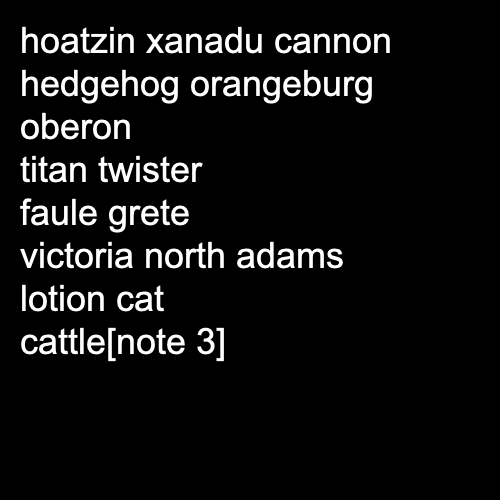 hoatzin xanadu cannon
hedgehog orangeburg
oberon
titan twister
faule grete
victoria north adams
lotion cat
cattle[note 3]